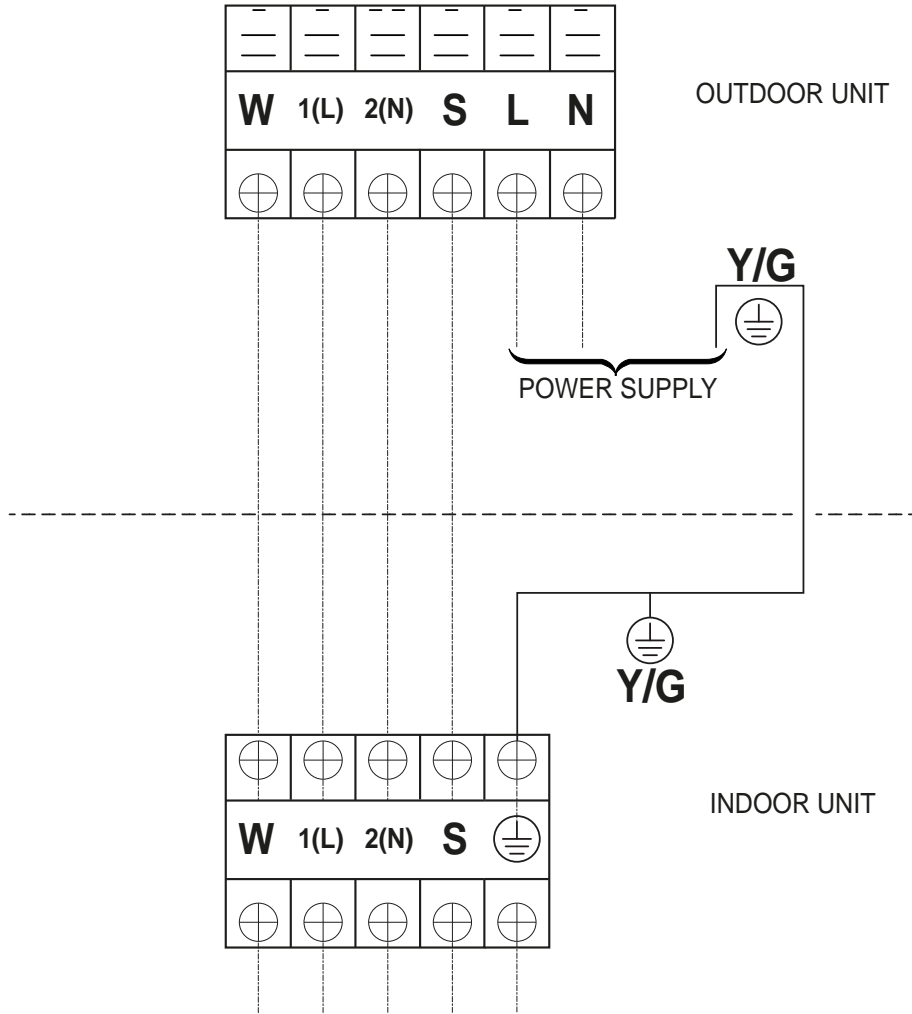 W 1(L) 2(N) S L N
OUTDOOR UNIT
Y/G
POWER SUPPLY
Y/G
W 1(L) 2(N) S
INDOOR UNIT